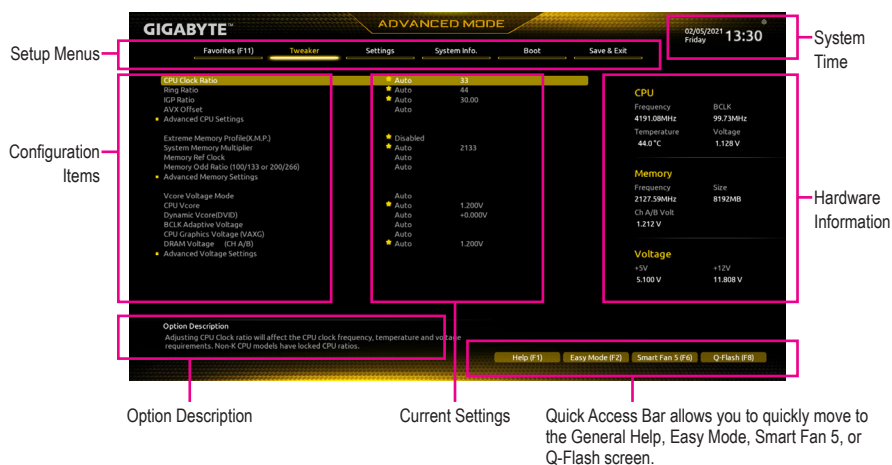 GIGABYTE™
ADVANCED MODE
02/05/2021
Friday
13:30
System
Time
Setup Menus
Favorites (F11) Tweaker Settings System Info. Boot Save & Exit
Configuration
Items
CPU Clock Ratio Auto 33
Ring Ratio Auto 44
IGP Ratio Auto 30.00
AVX Offset Auto
Advanced CPU Settings
Extreme Memory Profile(X.M.P.) Disabled
System Memory Multiplier Auto 2133
Memory Ref Clock Auto
Memory Odd Ratio (100/133 or 200/266) Auto
Advanced Memory Settings
Vcore Voltage Mode Auto
CPU Vcore Auto 1.200V
Dynamic Vcore(DVID) Auto +0.000V
BCLK Adaptive Voltage Auto
CPU Graphics Voltage (VAXG) Auto
DRAM Voltage (CH A/B) Auto 1.200V
Advanced Voltage Settings
CPU
Frequency BCLK
4191.08MHz 99.73MHz
Temperature Voltage
44.0 °C 1.128 V
Memory
Frequency Size
2127.59MHz 8192MB
Ch A/B Volt
1.212 V
Voltage
+5V +12V
5.100 V 11.808 V
Hardware
Information
Option Description
Adjusting CPU Clock ratio will affect the CPU clock frequency, temperature and voltage
requirements. Non-K CPU models have locked CPU ratios.
Help (F1) Easy Mode (F2) Smart Fan 5 (F6) Q-Flash (F8)
Option Description
Current Settings
Quick Access Bar allows you to quickly move to
the General Help, Easy Mode, Smart Fan 5, or
Q-Flash screen.